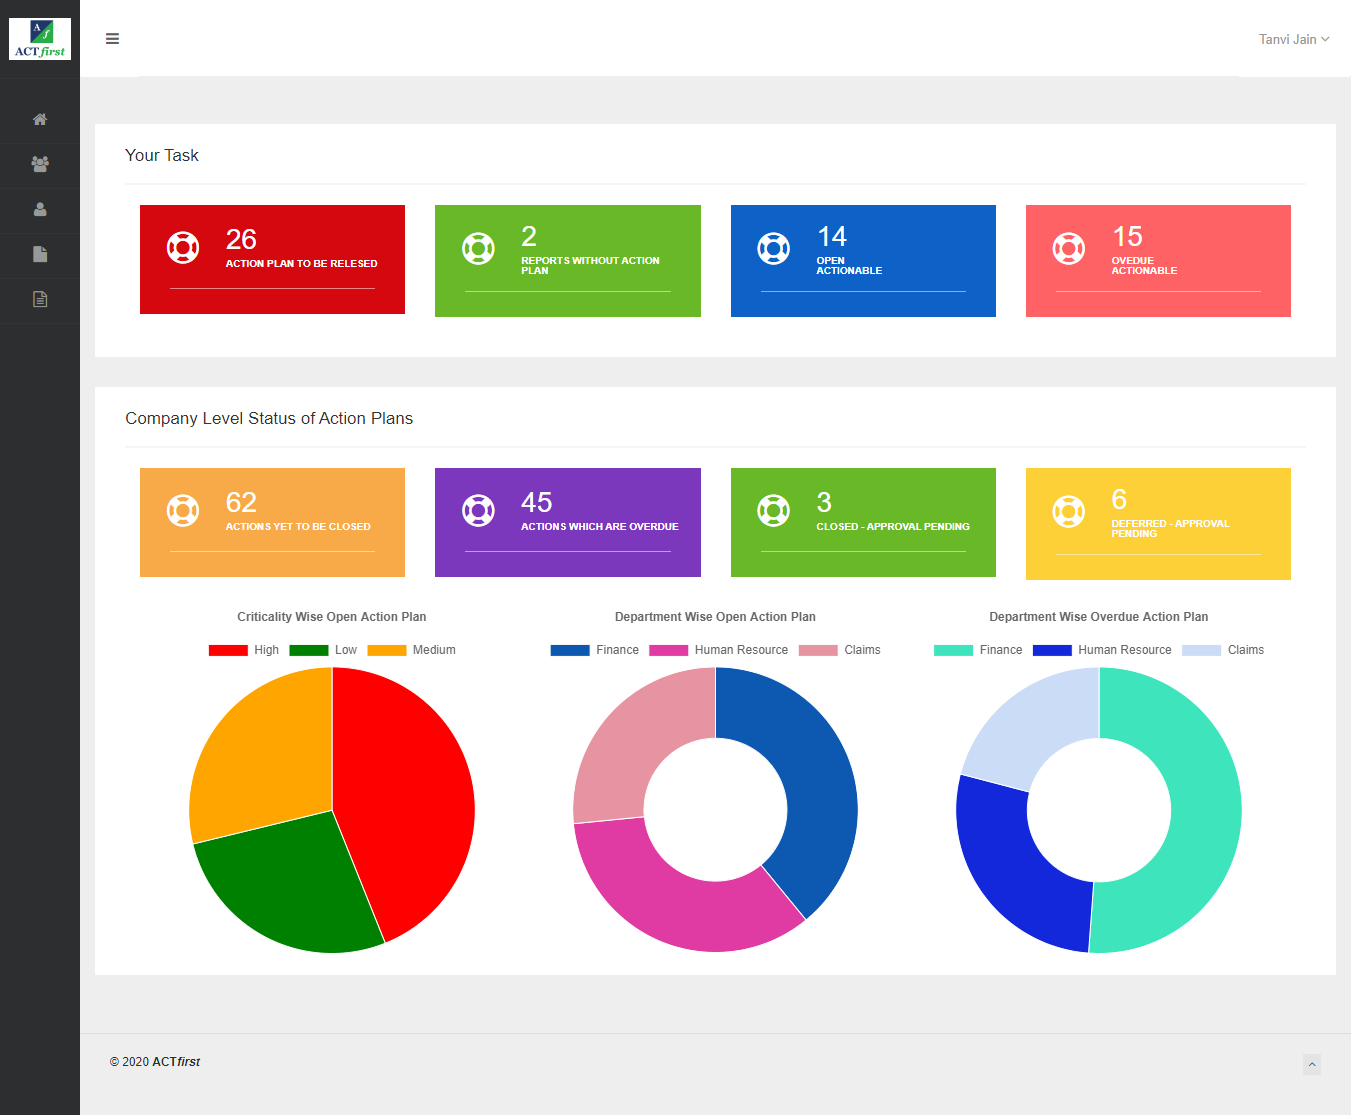 A
f
ACTfirst
Tanvi Jain
Your Task
26
ACTION PLAN TO BE RELESED
2
REPORTS WITHOUT ACTION
PLAN
14
OPEN
ACTIONABLE
15
OVEDUE
ACTIONABLE
Company Level Status of Action Plans
62
ACTIONS YET TO BE CLOSED
45
ACTIONS WHICH ARE OVERDUE
3
CLOSED - APPROVAL PENDING
6
DEFERRED - APPROVAL
PENDING
Criticality Wise Open Action Plan
High Low Medium
Department Wise Open Action Plan
Finance Human Resource Claims
Department Wise Overdue Action Plan
Finance Human Resource Claims
© 2020 ACTfirst